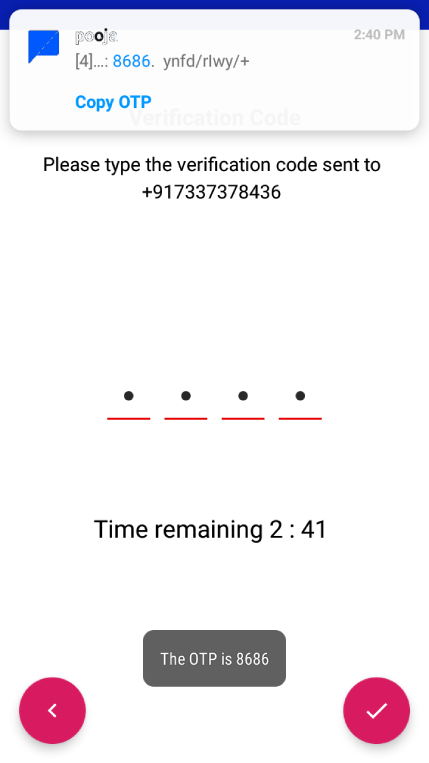 pooja
2:40 PM
[4]...: 8686. ynfd/rIwy/+
Copy OTP
Verification Code
Please type the verification code sent to
+917337378436
Time remaining 2 : 41
The OTP is 8686